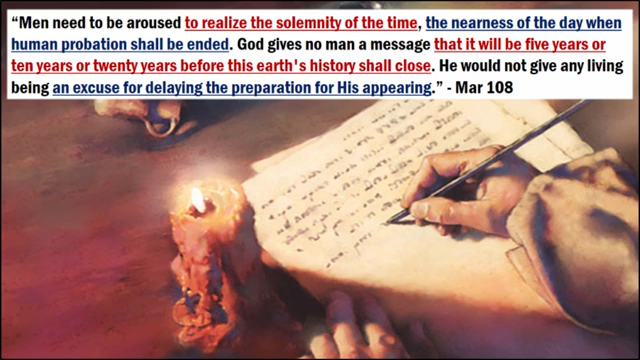 “Men need to be aroused to realize the solemnity of the time, the nearness of the day when
human probation shall be ended. God gives no man a message that it will be five years or
ten years or twenty years before this earth's history shall close. He would not give any living
being an excuse for delaying the preparation for His appearing.” - Mar 108